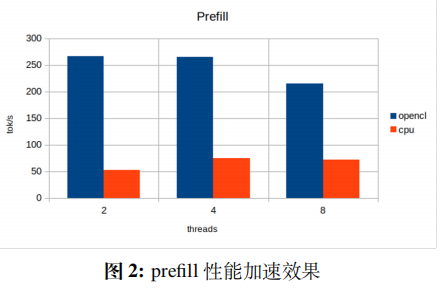 Prefill
300
250
200
150
100
50
0
tok/s
2 4 8
threads
opencl
cpu
图 2: prefill 性能加速效果